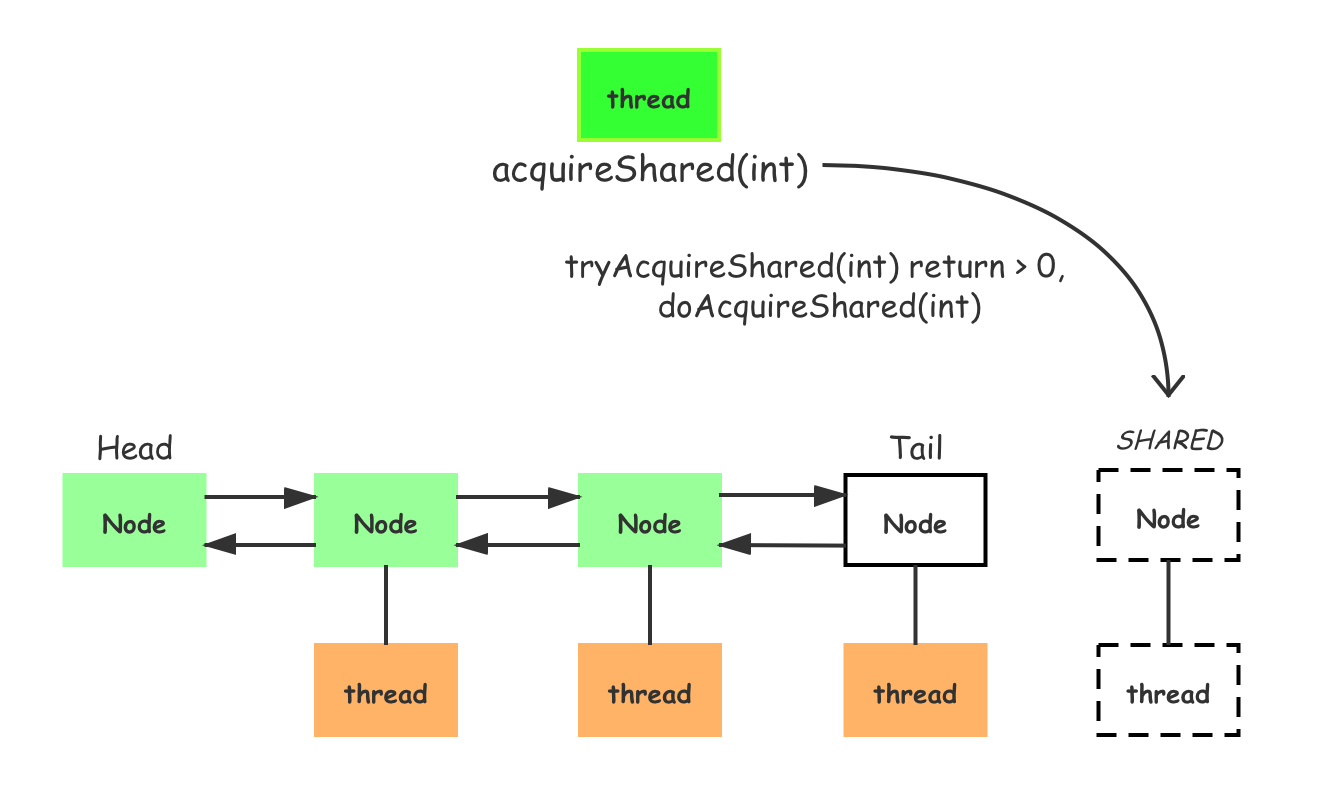 thread
acquireShared(int)
tryAcquireShared(int) return > 0,
doAcquireShared(int)
Head
Tail
SHARED
Node
Node
Node
Node
Node
thread
thread
thread
thread